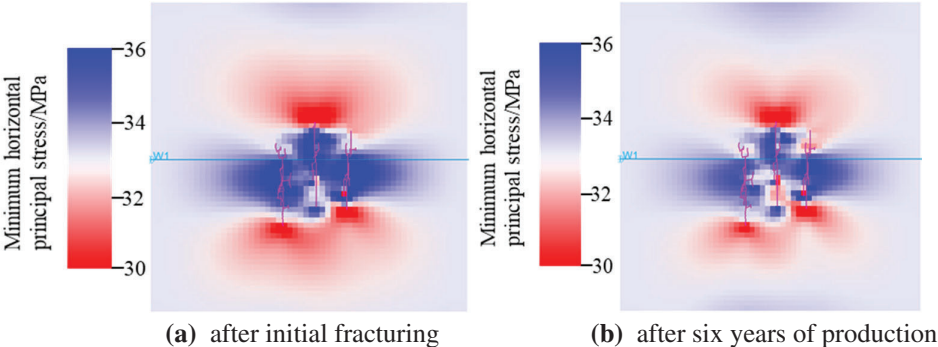 Minimum horizontal
principal stress/MPa
36
34
32
30
W1
(a) after initial fracturing
Minimum horizontal
principal stress/MPa
36
34
32
30
W1
(b) after six years of production